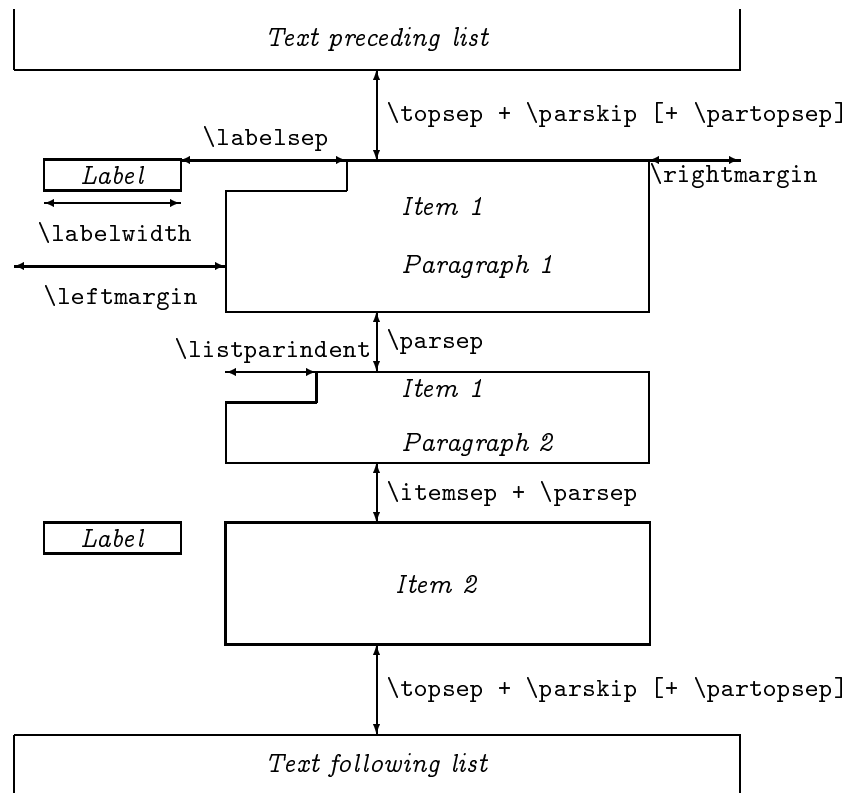 Text preceding list
\topsep + \parskip [+ \partopsep]
\labelsep
Label
\rightmargin
Item 1
\labelwidth
Paragraph 1
\leftmargin
\parsep
\listparindent
Item 1
Paragraph 2
\itemsep + \parsep
Label
Item 2
\topsep + \parskip [+ \partopsep]
Text following list